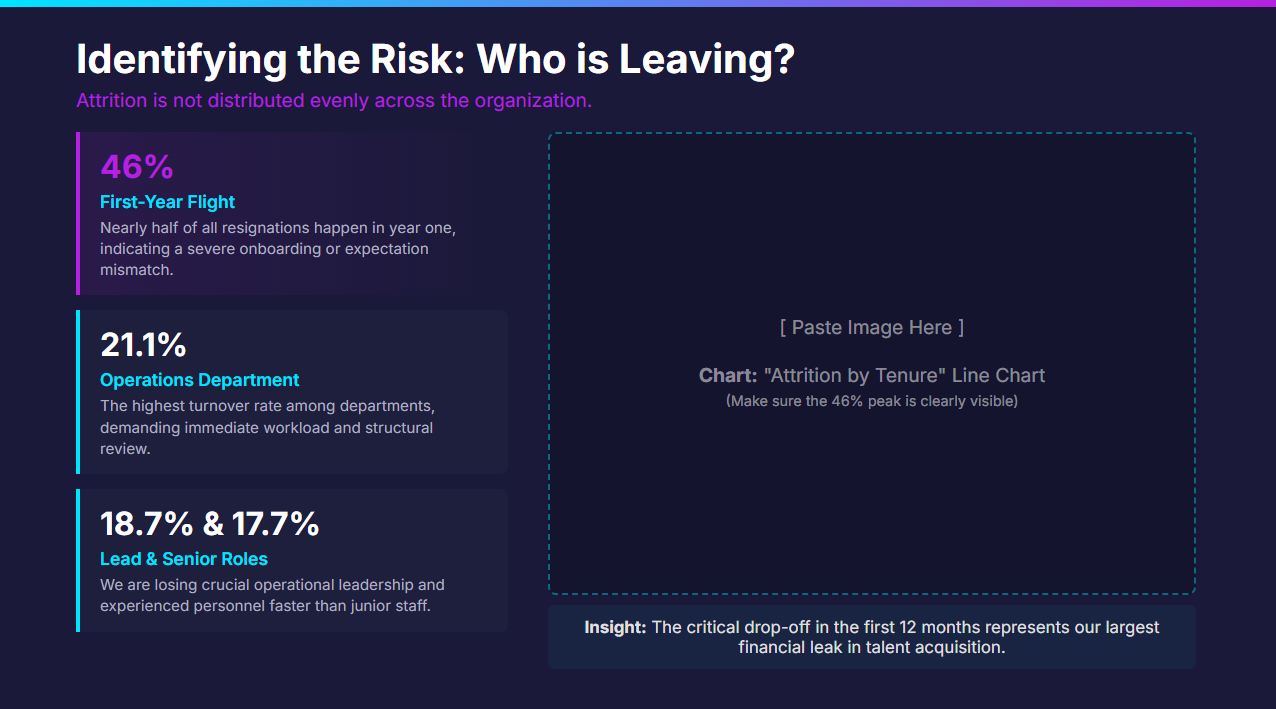 Identifying the Risk: Who is Leaving?
Attrition is not distributed evenly across the organization.
46%
First-Year Flight
Nearly half of all resignations happen in year one,
indicating a severe onboarding or expectation
mismatch.
21.1%
Operations Department
The highest turnover rate among departments,
demanding immediate workload and structural
review.
18.7% & 17.7%
Lead & Senior Roles
We are losing crucial operational leadership and
experienced personnel faster than junior staff.
[ Paste Image Here ]
Chart: "Attrition by Tenure" Line Chart
(Make sure the 46% peak is clearly visible)
Insight: The critical drop-off in the first 12 months represents our largest
financial leak in talent acquisition.